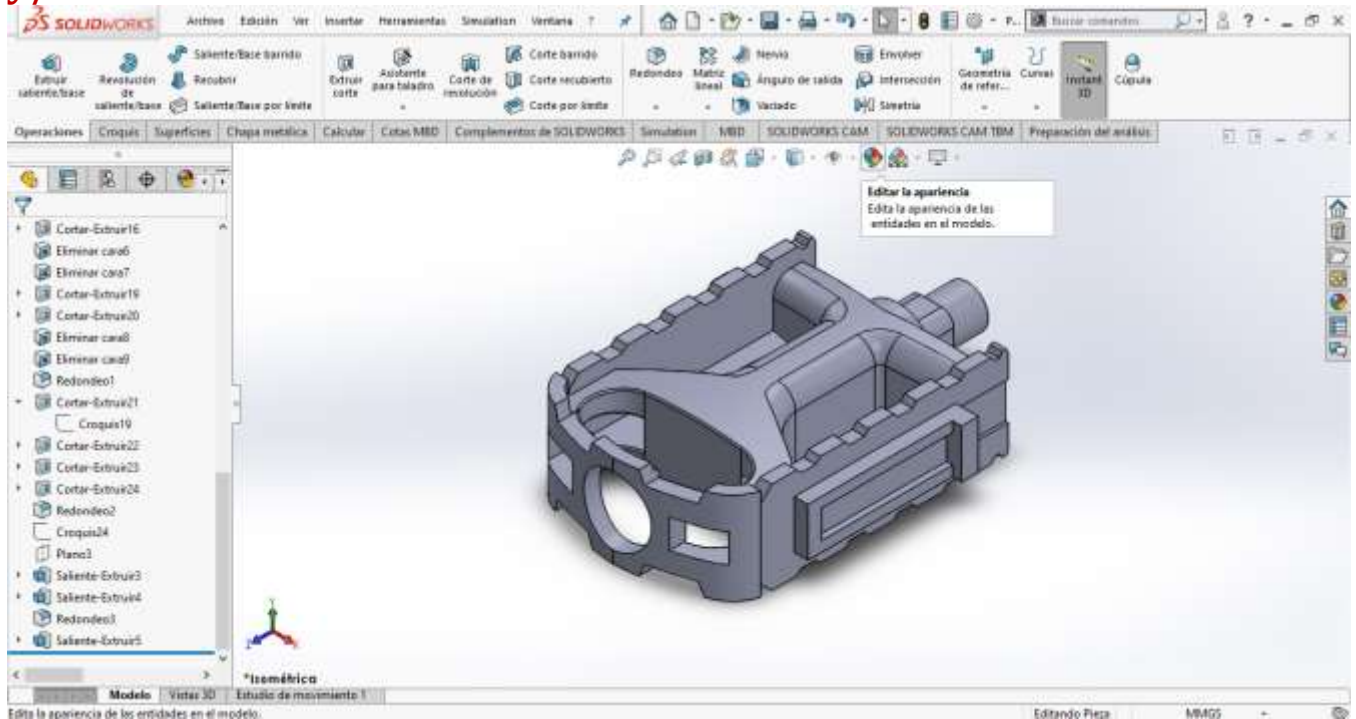 SOLIDWORKS
Archivo Edición Ver Insertar Herramientas Simulation Ventana ?
Buscar comandos
Extruir saliente/base
Revolución de saliente/base
Saliente/Base barrido
Recubrir
Saliente/Base por límite
Extruir corte
Asistente para taladro
Corte de revolución
Corte barrido
Corte recubierto
Corte por límite
Redondeo
Matriz lineal
Nervio
Ángulo de salida
Vaciado
Envolver
Intersección
Simetría
Geometría de refer...
Curvas
Instant 3D
Cúpula
Operaciones Croquis Superficies Chapa metálica Calcular Cotas MBD Complementos de SOLIDWORKS Simulation MBD SOLIDWORKS CAM SOLIDWORKS CAM TBM Preparación del análisis
Editar la apariencia
Edita la apariencia de las
entidades en el modelo.
Cortar-Extruir16
Eliminar cara6
Eliminar cara7
Cortar-Extruir19
Cortar-Extruir20
Eliminar cara8
Eliminar cara9
Redondeo1
Cortar-Extruir21
Croquis19
Cortar-Extruir22
Cortar-Extruir23
Cortar-Extruir24
Redondeo2
Croquis24
Plano3
Saliente-Extruir3
Saliente-Extruir4
Redondeo3
Saliente-Extruir5
*Isométrica
Modelo Vistas 3D Estudio de movimiento 1
Edita la apariencia de las entidades en el modelo. Editando Pieza MMGS